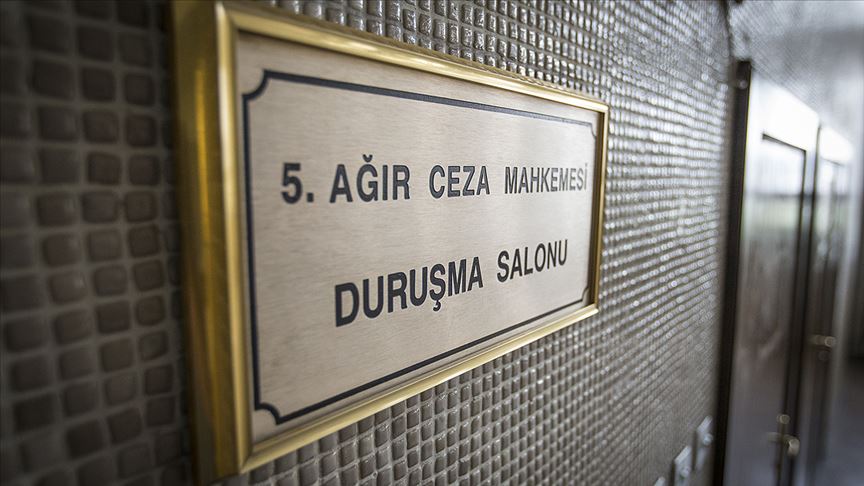 5. AĞIR CEZA MAHKEMESİ
DURUŞMA SALONU